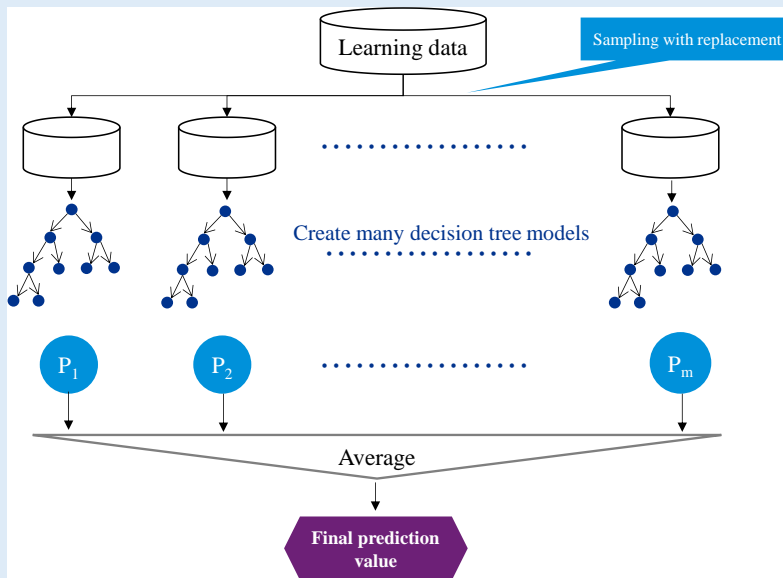 Learning data
Sampling with replacement
Create many decision tree models
P1
P2
Pm
Average
Final prediction
value